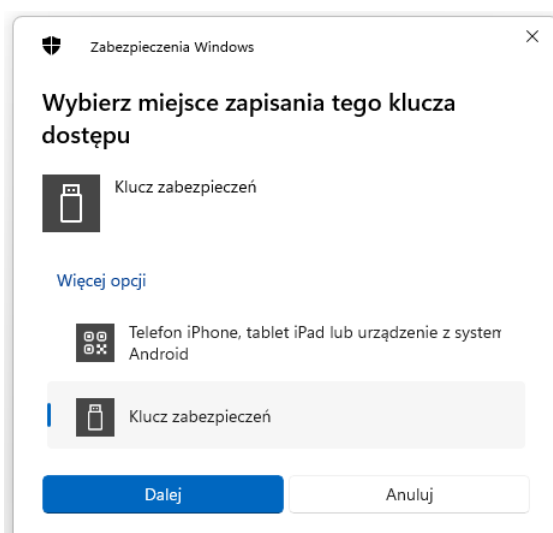 Zabezpieczenia Windows
Wybierz miejsce zapisania tego klucza
dostępu
Klucz zabezpieczeń
Więcej opcji
Telefon iPhone, tablet iPad lub urządzenie z system
Android
Klucz zabezpieczeń
Dalej
Anuluj